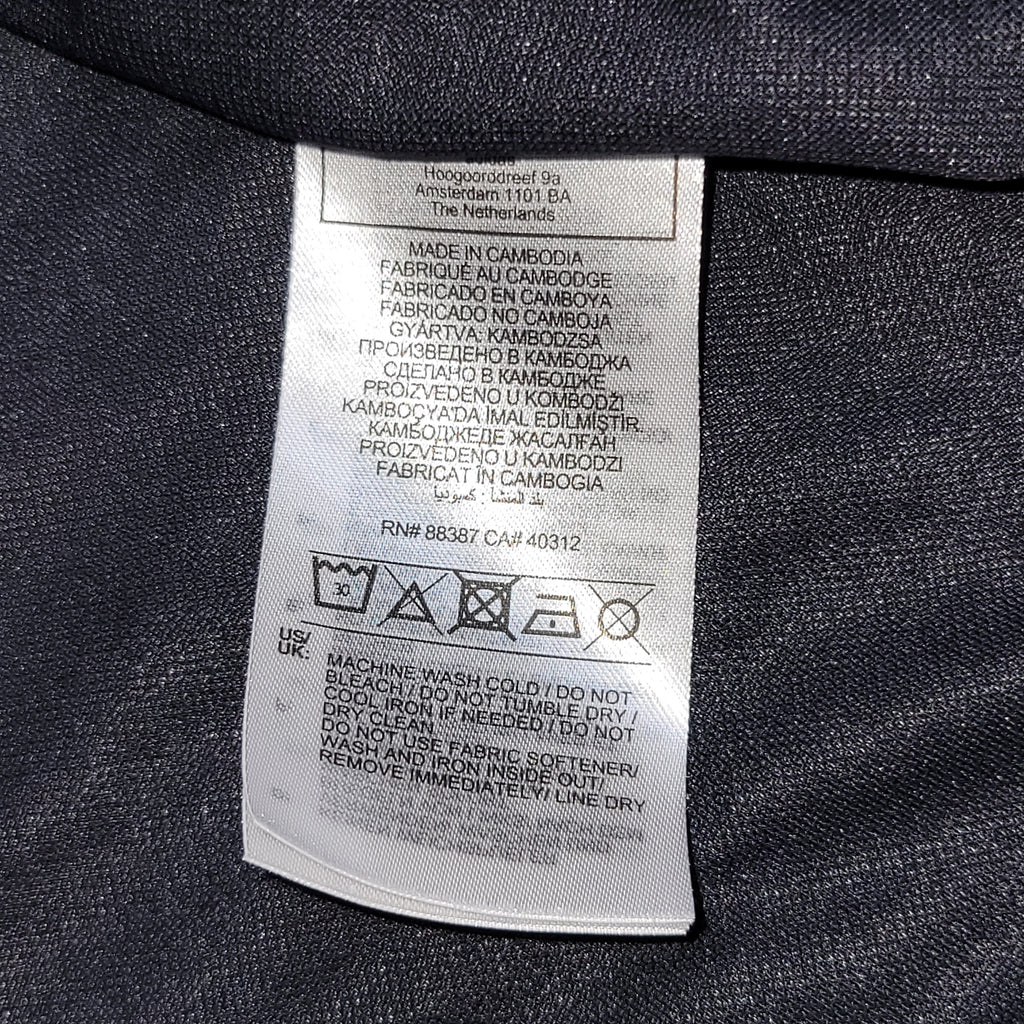 Hoogoorddreef 9a
Amsterdam 1101 BA
The Netherlands
MADE IN CAMBODIA
FABRIQUÉ AU CAMBODGE
FABRICADO EN CAMBOYA
FABRICADO NO CAMBOJA
GYÁRTVA: KAMBODZSA
ПРОИЗВЕДЕНО В КАМБОДЖА
СДЕЛАНО В КАМБОДЖЕ
PROIZVEDENO U KOMBODŽI
KAMBOÇYA'DA İMAL EDİLMİŞTİR.
КАМБОДЖЕДЕ ЖАСАЛҒАН
PROIZVEDENO U KAMBODZI
FABRICAT ÎN CAMBOGIA
بلد المنشأ : كمبوديا
RN# 88387 CA# 40312
30
US/
UK:
MACHINE WASH COLD / DO NOT
BLEACH / DO NOT TUMBLE DRY /
COOL IRON IF NEEDED / DO NOT
DRY CLEAN
DO NOT USE FABRIC SOFTENER/
WASH AND IRON INSIDE OUT/
REMOVE IMMEDIATELY/ LINE DRY